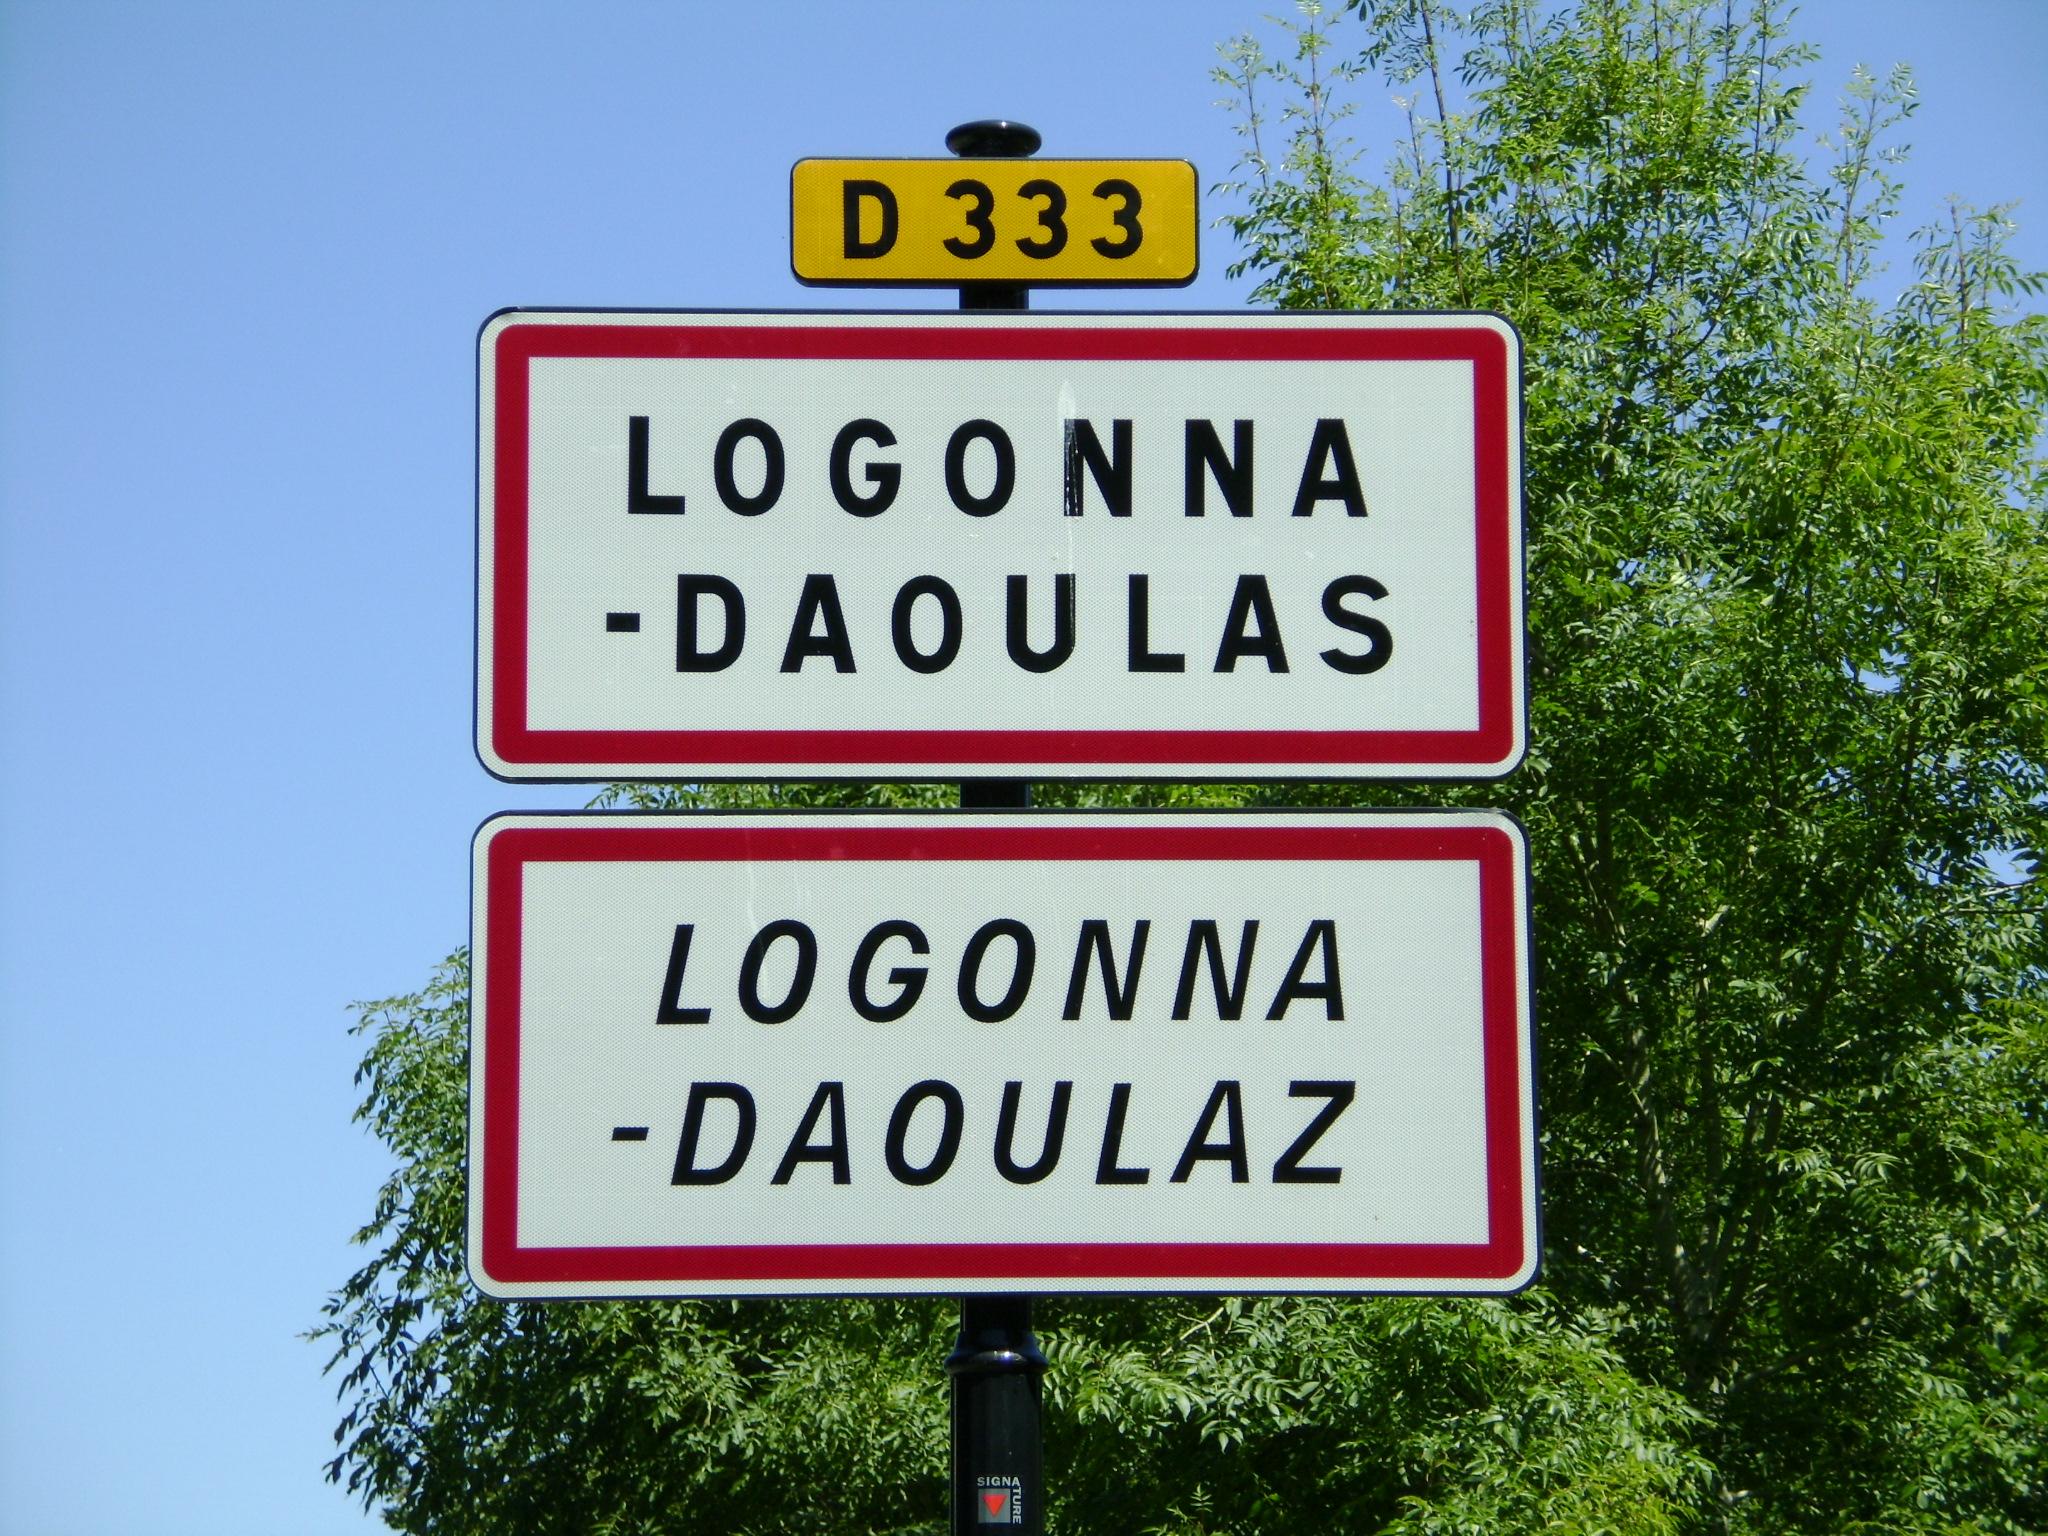 D 333
LOGONNA
-DAOULAS
LOGONNA
-DAOULAZ
SIGNATURE